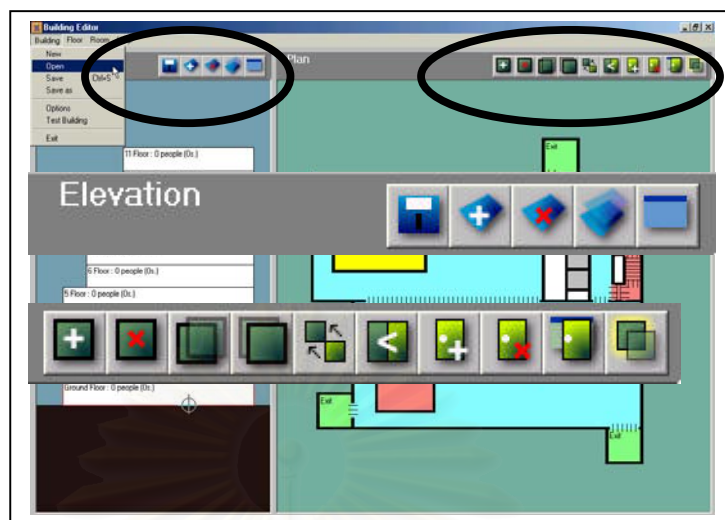 Building Editor
Building Floor Room
New
Open
Save Ctrl+S
Save as
Options
Test Building
Exit
Plan
11 Floor : 0 people (0s.)
Exit
Elevation
6 Floor : 0 people (0s.)
5 Floor : 0 people (0s.)
Ground Floor : 0 people (0s.)
Exit
Exit